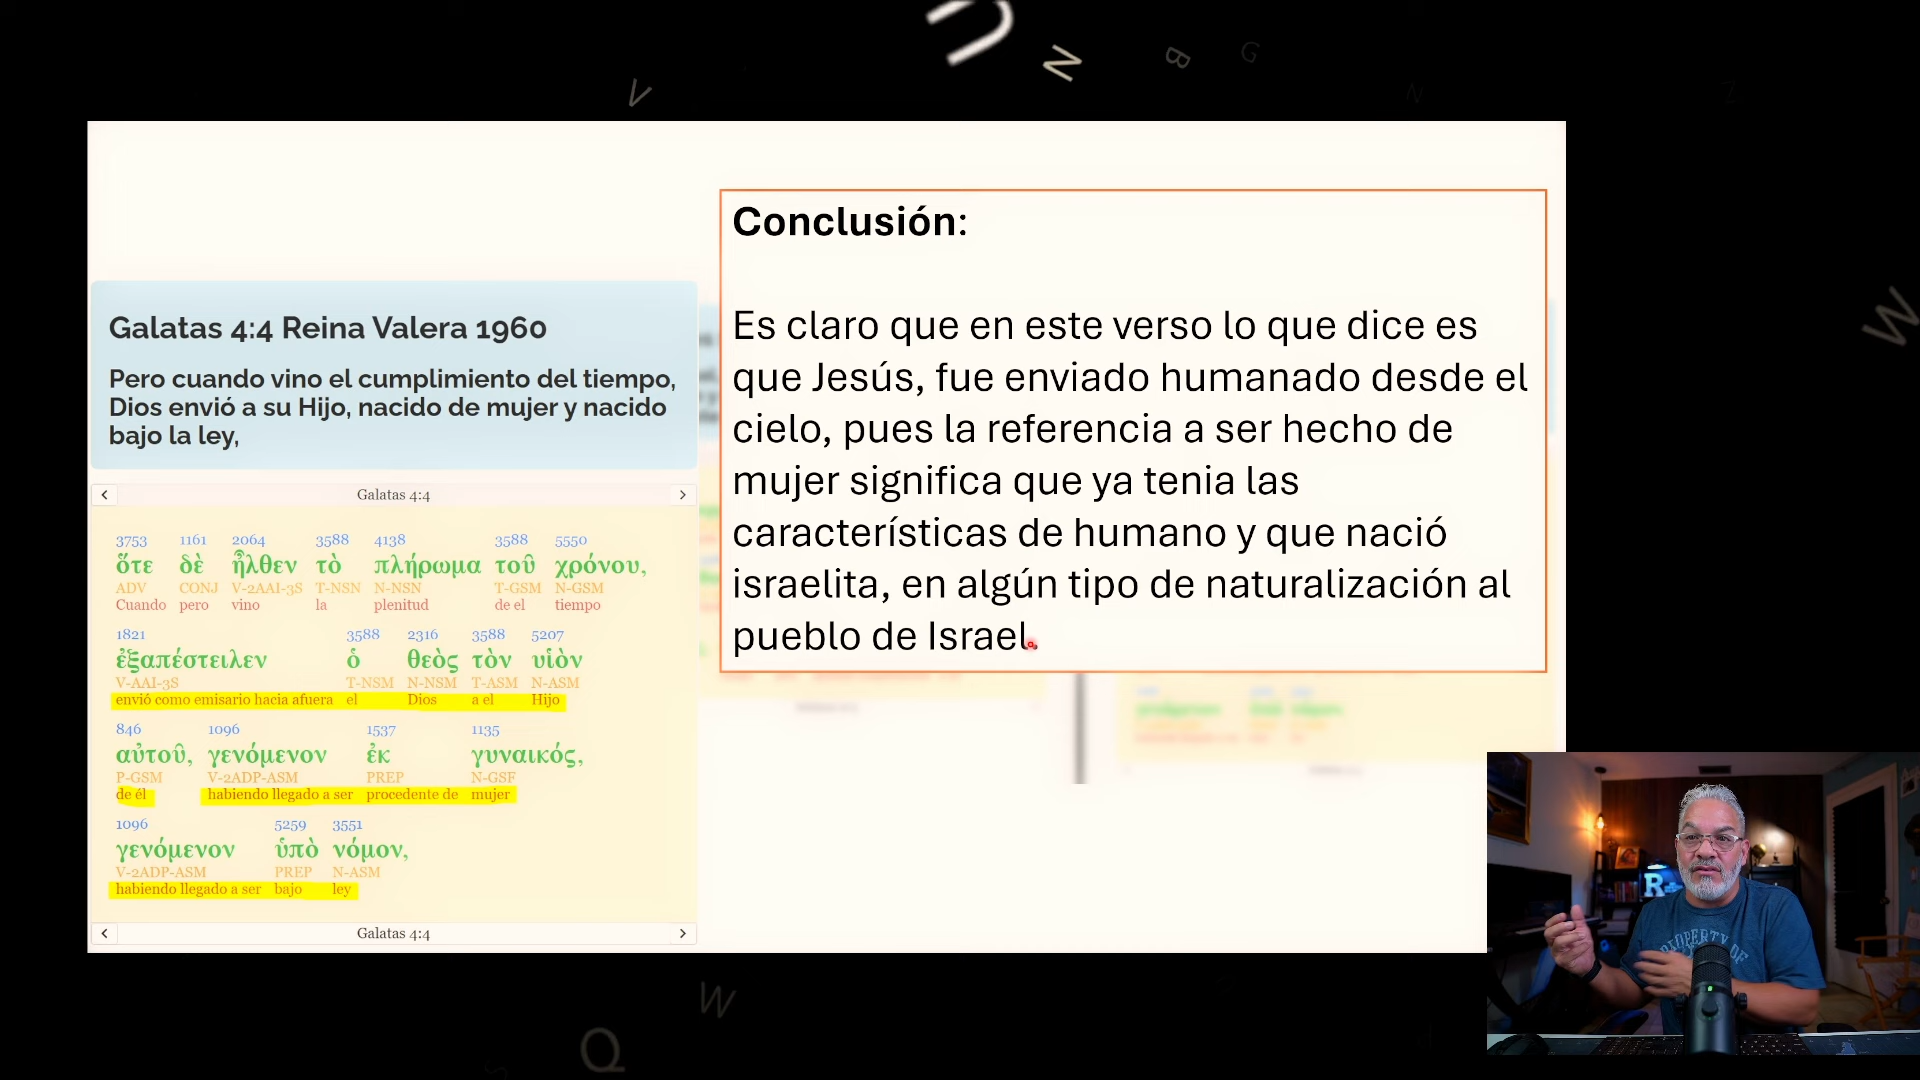 Galatas 4:4 Reina Valera 1960
Pero cuando vino el cumplimiento del tiempo,
Dios envió a su Hijo, nacido de mujer y nacido
bajo la ley,
Galatas 4:4
3753 1161 2064 3588 4138 3588 5550
ὅτε δὲ ἦλθεν τὸ πλήρωμα τοῦ χρόνου,
ADV CONJ V-2AAI-3S T-NSN N-NSN T-GSM N-GSM
Cuando pero vino la plenitud de el tiempo
1821 3588 2316 3588 5207
ἐξαπέστειλεν ὁ θεὸς τὸν υἱὸν
V-AAI-3S T-NSM N-NSM T-ASM N-ASM
envió como emisario hacia afuera el Dios a el Hijo
846 1096 1537 1135
αὐτοῦ, γενόμενον ἐκ γυναικός,
P-GSM V-2ADP-ASM PREP N-GSF
de él habiendo llegado a ser procedente de mujer
1096 5259 3551
γενόμενον ὑπὸ νόμον,
V-2ADP-ASM PREP N-ASM
habiendo llegado a ser bajo ley
Galatas 4:4
Conclusión:
Es claro que en este verso lo que dice es
que Jesús, fue enviado humanado desde el
cielo, pues la referencia a ser hecho de
mujer significa que ya tenia las
características de humano y que nació
israelita, en algún tipo de naturalización al
pueblo de Israel.
PROPERTY OF
R